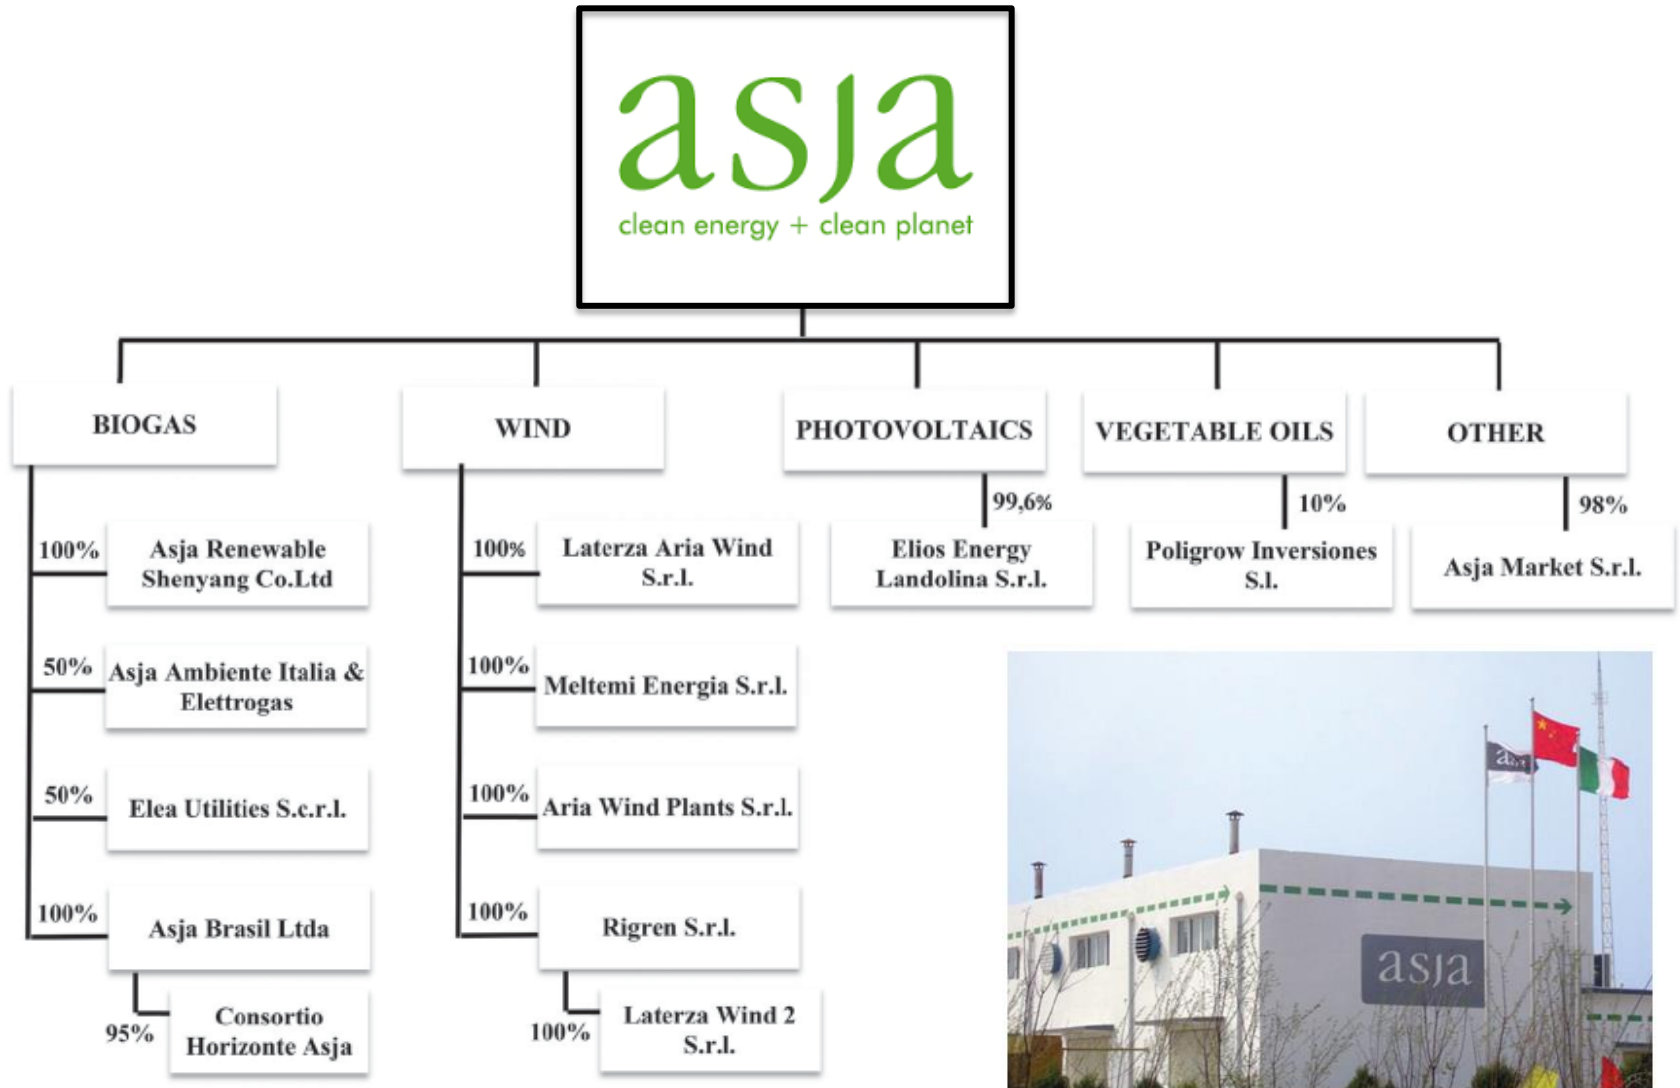 asja
clean energy + clean planet
BIOGAS
WIND
PHOTOVOLTAICS
VEGETABLE OILS
OTHER
100%
Asja Renewable
Shenyang Co.Ltd
50%
Asja Ambiente Italia &
Elettrogas
50%
Elea Utilities S.c.r.l.
100%
Asja Brasil Ltda
95%
Consortio
Horizonte Asja
100%
Laterza Aria Wind
S.r.l.
100%
Meltemi Energia S.r.l.
100%
Aria Wind Plants S.r.l.
100%
Rigren S.r.l.
100%
Laterza Wind 2
S.r.l.
99,6%
Elios Energy
Landolina S.r.l.
10%
Poligrow Inversiones
S.l.
98%
Asja Market S.r.l.
asja
asja